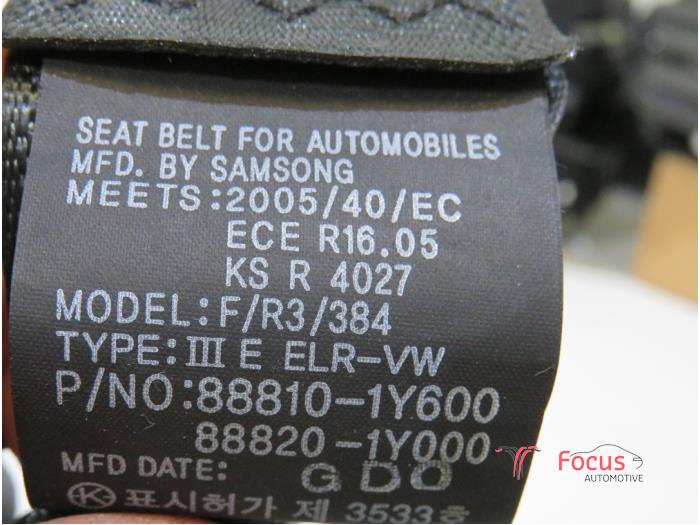 SEAT BELT FOR AUTOMOBILES
MFD. BY SAMSONG
MEETS:2005/40/EC
ECE R16.05
KS R 4027
MODEL:F/R3/384
TYPE:III E ELR-VW
P/NO:88810-1Y600
88820-1Y000
MFD DATE: GDO
K 표시허가 제 3533호
Focus
AUTOMOTIVE